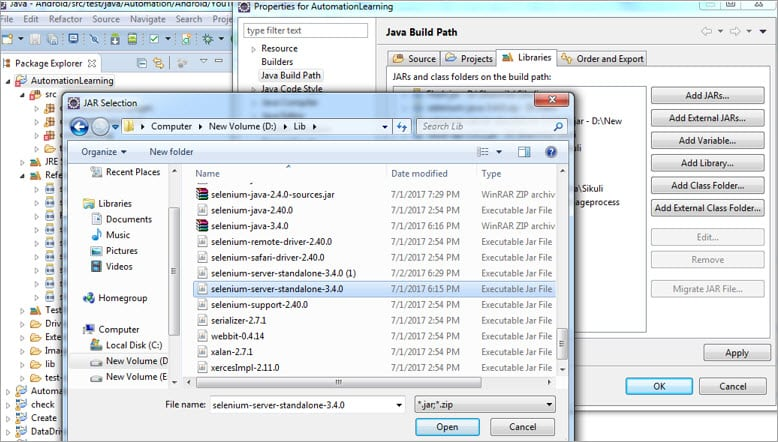 Java - Android/src/test/java/Automation/Android/YouT
File Edit Refactor Source Navigate Search Project
Package Explorer
AutomationLearning
src
JRE
Refe
Test
Drive
Exter
Imag
lib
test-
Automa
check
Create
DataDriv
Properties for AutomationLearning
type filter text
Resource
Builders
Java Build Path
Java Code Style
Java Compiler
Java Editor
Java Build Path
Source
Projects
Libraries
Order and Export
JARs and class folders on the build path:
ar - D:\New
a\Sikuli
mageprocess
Add JARs...
Add External JARs...
Add Variable...
Add Library...
Add Class Folder...
Add External Class Folder...
Edit...
Remove
Migrate JAR File...
Apply
OK
Cancel
JAR Selection
Computer
New Volume (D:)
Lib
Search Lib
Organize
New folder
Recent Places
Libraries
Documents
Music
Pictures
Videos
Homegroup
Computer
Local Disk (C:)
New Volume (D
New Volume (E
Name Date modified Type
selenium-java-2.4.0-sources.jar 7/1/2017 7:29 PM WinRAR ZIP archiv
selenium-java-2.40.0 7/1/2017 2:54 PM Executable Jar File
selenium-java-3.4.0 7/1/2017 6:16 PM WinRAR ZIP archiv
selenium-remote-driver-2.40.0 7/1/2017 2:54 PM Executable Jar File
selenium-safari-driver-2.40.0 7/1/2017 2:54 PM Executable Jar File
selenium-server-standalone-3.4.0 (1) 7/2/2017 6:29 PM Executable Jar File
selenium-server-standalone-3.4.0 7/1/2017 6:15 PM Executable Jar File
selenium-support-2.40.0 7/1/2017 2:54 PM Executable Jar File
serializer-2.7.1 7/1/2017 2:54 PM Executable Jar File
webbit-0.4.14 7/1/2017 2:54 PM Executable Jar File
xalan-2.7.1 7/1/2017 2:54 PM Executable Jar File
xercesImpl-2.11.0 7/1/2017 2:54 PM Executable Jar File
File name: selenium-server-standalone-3.4.0
*.jar;*.zip
Open
Cancel